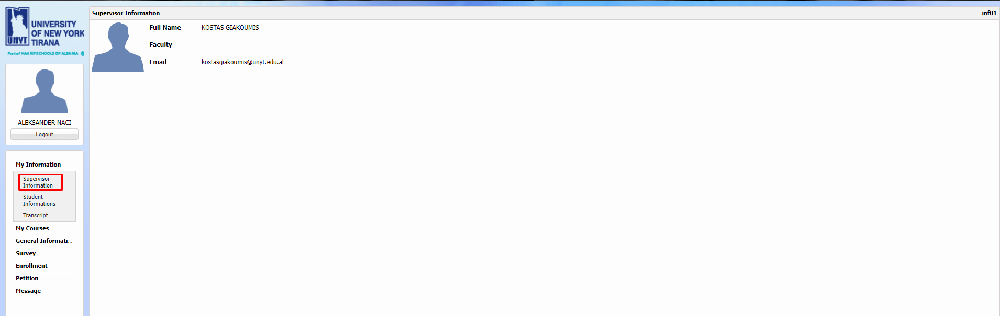 UNIVERSITY
OF NEW YORK
TIRANA
UNYT
Part of MAARIF SCHOOLS OF ALBANIA
ALEKSANDER NACI
Logout
My Information
Supervisor
Information
Student
Informations
Transcript
My Courses
General Informati...
Survey
Enrollment
Petition
Message
Supervisor Information
inf01
Full Name KOSTAS GIAKOUMIS
Faculty
Email kostasgiakoumis@unyt.edu.al